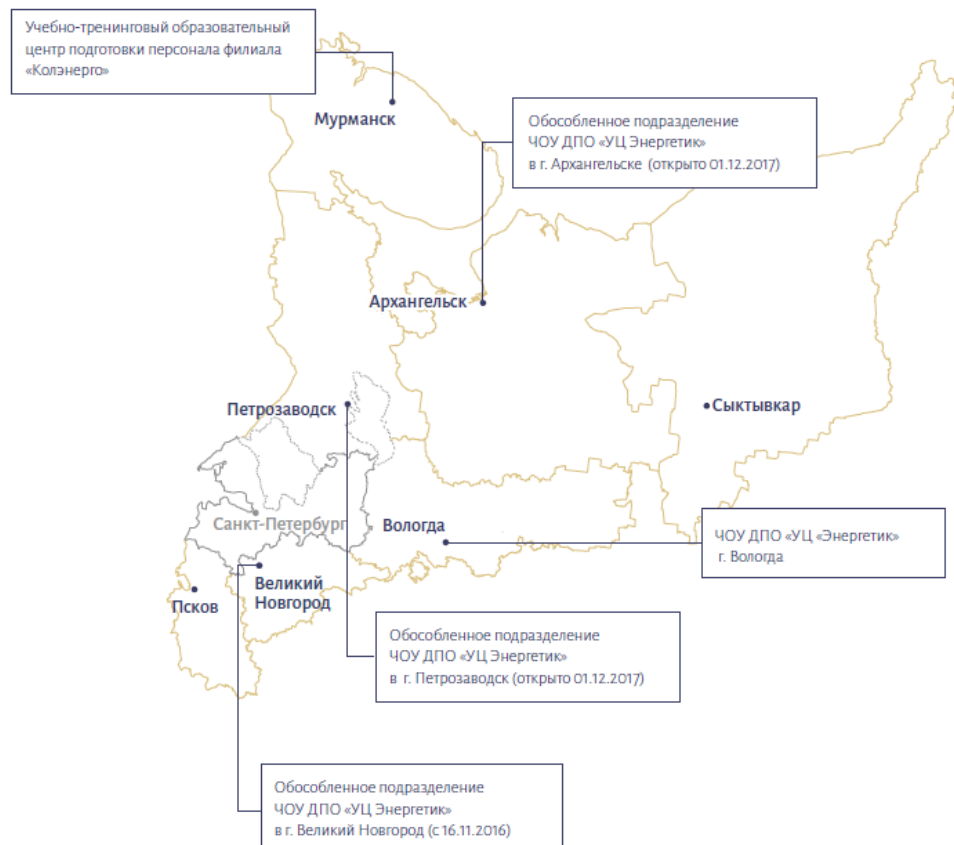 Учебно-тренинговый образовательный
центр подготовки персонала филиала
«Колэнерго»
Мурманск
Обособленное подразделение
ЧОУ ДПО «УЦ Энергетик»
в г. Архангельске (открыто 01.12.2017)
Архангельск
Петрозаводск
Сыктывкар
Санкт-Петербург
Вологда
ЧОУ ДПО «УЦ «Энергетик»
г. Вологда
Великий
Новгород
Псков
Обособленное подразделение
ЧОУ ДПО «УЦ Энергетик»
в г. Петрозаводск (открыто 01.12.2017)
Обособленное подразделение
ЧОУ ДПО «УЦ Энергетик»
в г. Великий Новгород (с 16.11.2016)